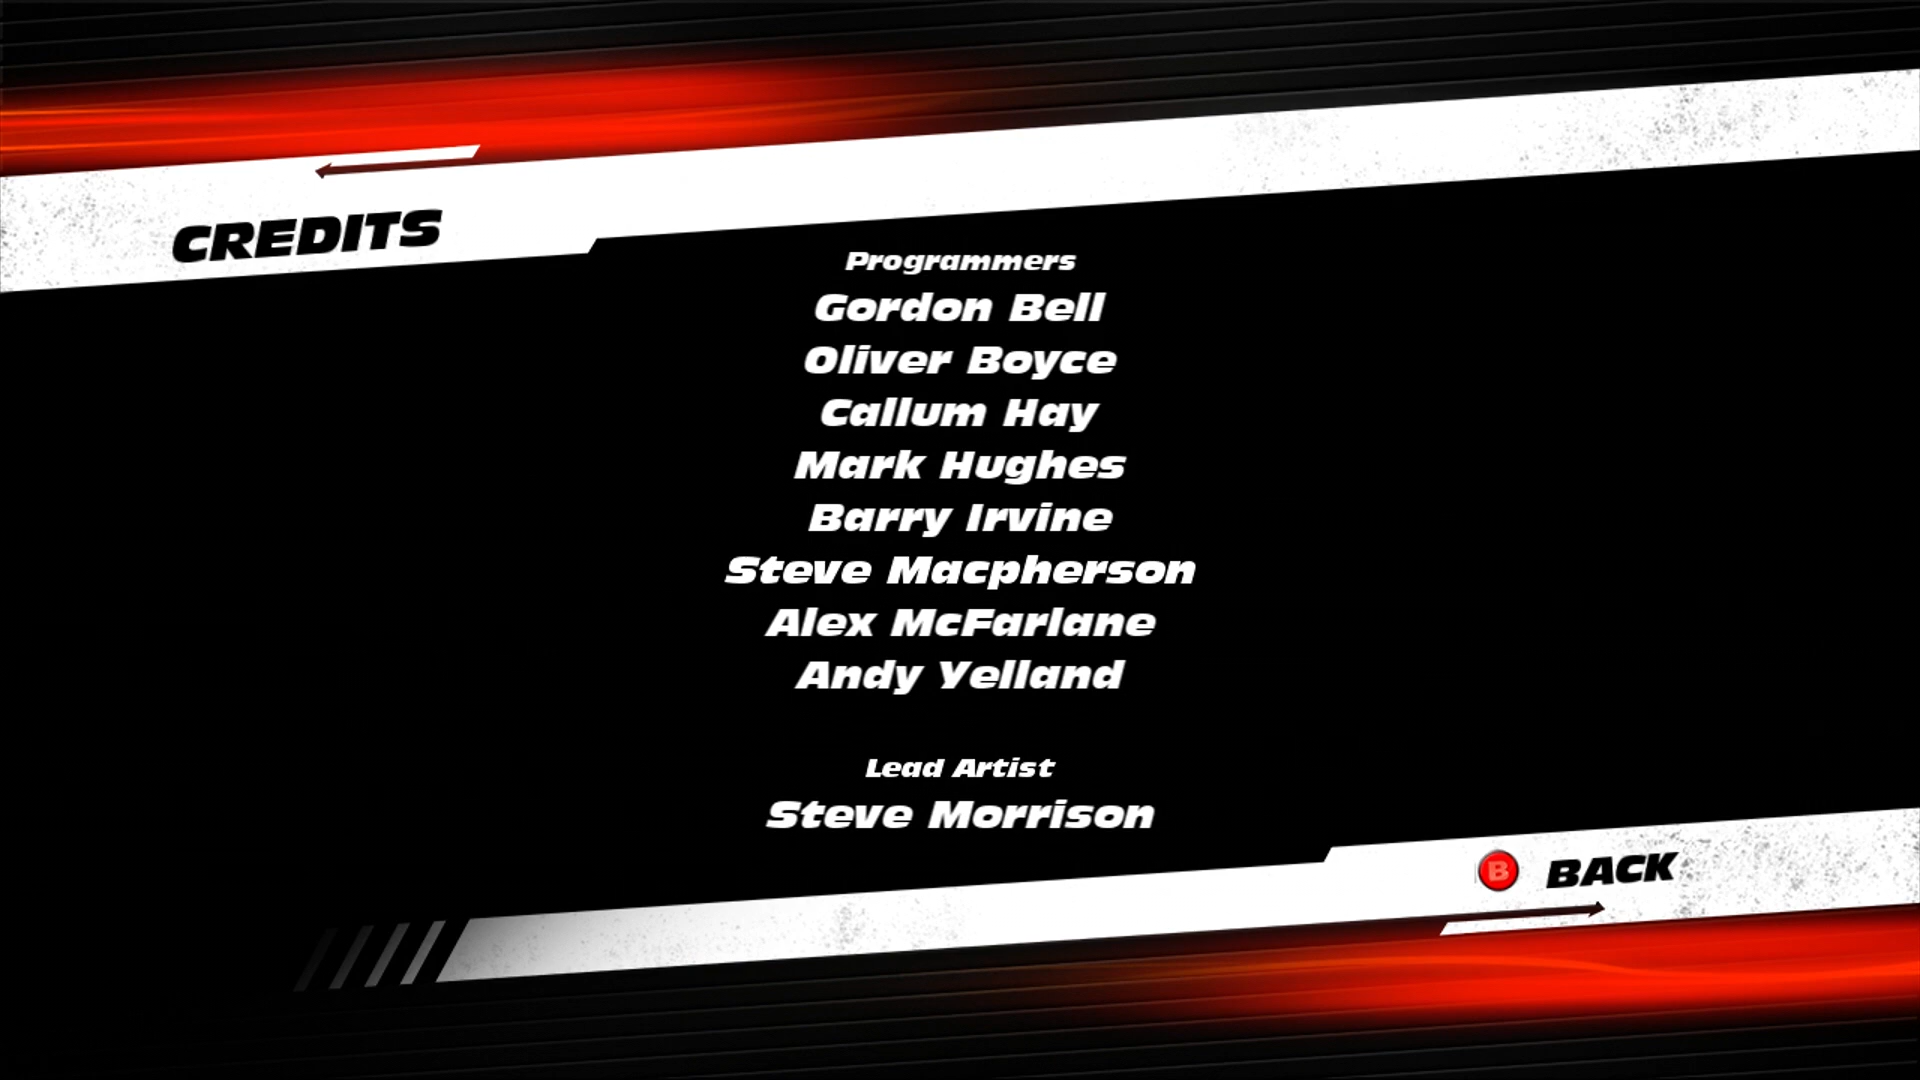 CREDITS
Programmers
Gordon Bell
Oliver Boyce
Callum Hay
Mark Hughes
Barry Irvine
Steve Macpherson
Alex McFarlane
Andy Yelland
Lead Artist
Steve Morrison
B BACK